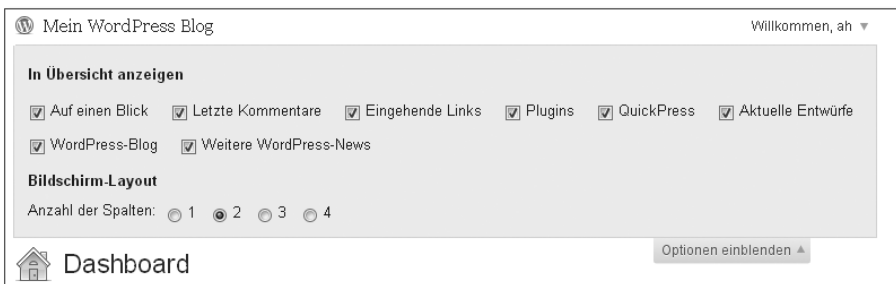 Mein WordPress Blog Willkommen, ah
In Übersicht anzeigen
Auf einen Blick Letzte Kommentare Eingehende Links Plugins QuickPress Aktuelle Entwürfe
WordPress-Blog Weitere WordPress-News
Bildschirm-Layout
Anzahl der Spalten: 1 2 3 4
Optionen einblenden
Dashboard